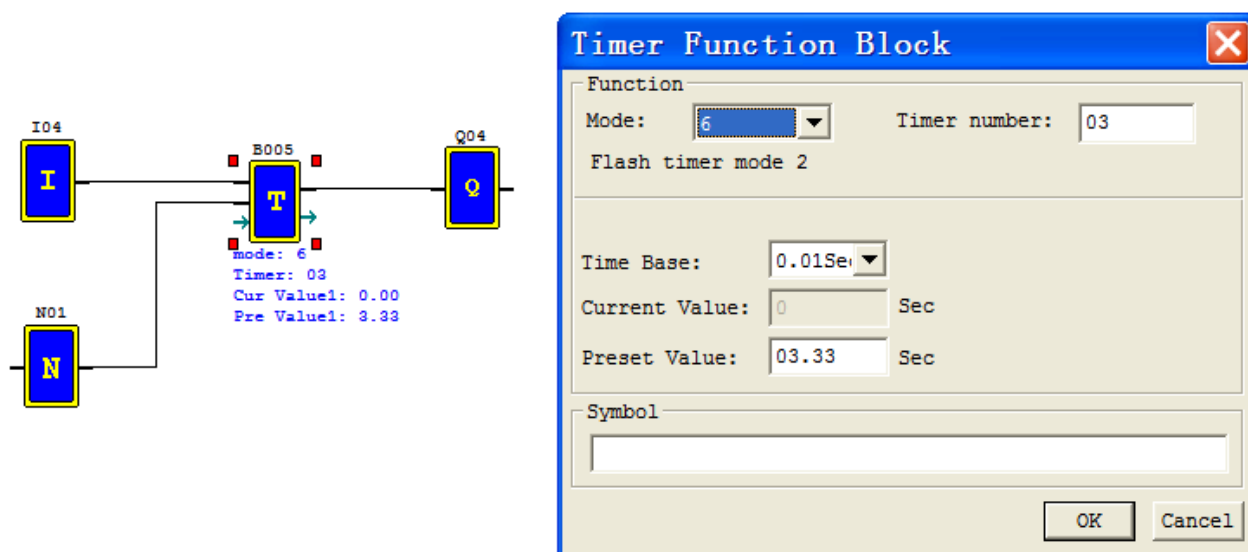 I04
I
B005
T
Q04
Q
mode: 6
Timer: 03
Cur Value1: 0.00
Pre Value1: 3.33
N01
N
Timer Function Block
Function
Mode: 6 Timer number: 03
Flash timer mode 2
Time Base: 0.01Se
Current Value: 0 Sec
Preset Value: 03.33 Sec
Symbol
OK Cancel